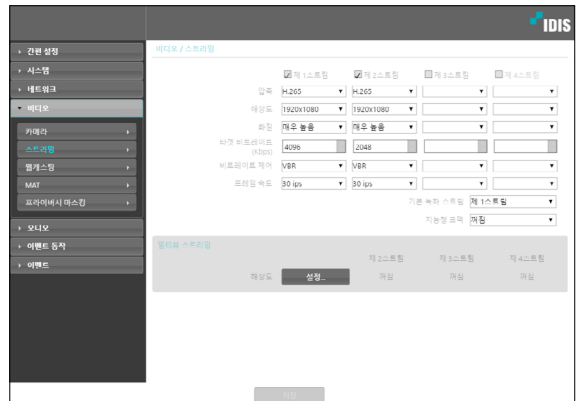 IDIS
간편 설정
시스템
네트워크
비디오
카메라
스트리밍
웹캐스팅
MAT
프라이버시 마스킹
오디오
이벤트 동작
이벤트
비디오 / 스트리밍
제 1스트림 제 2스트림 제 3스트림 제 4스트림
압축 H.265 H.265
해상도 1920x1080 1920x1080
화질 매우 높음 매우 높음
타겟 비트레이트 (Kbps) 4096 2048
비트레이트 제어 VBR VBR
프레임 속도 30 ips 30 ips
기본 녹화 스트림 제 1스트림
지능형 코덱 꺼짐
멀티뷰 스트리밍
제 2스트림 제 3스트림 제 4스트림
해상도 설정... 꺼짐 꺼짐 꺼짐
저장